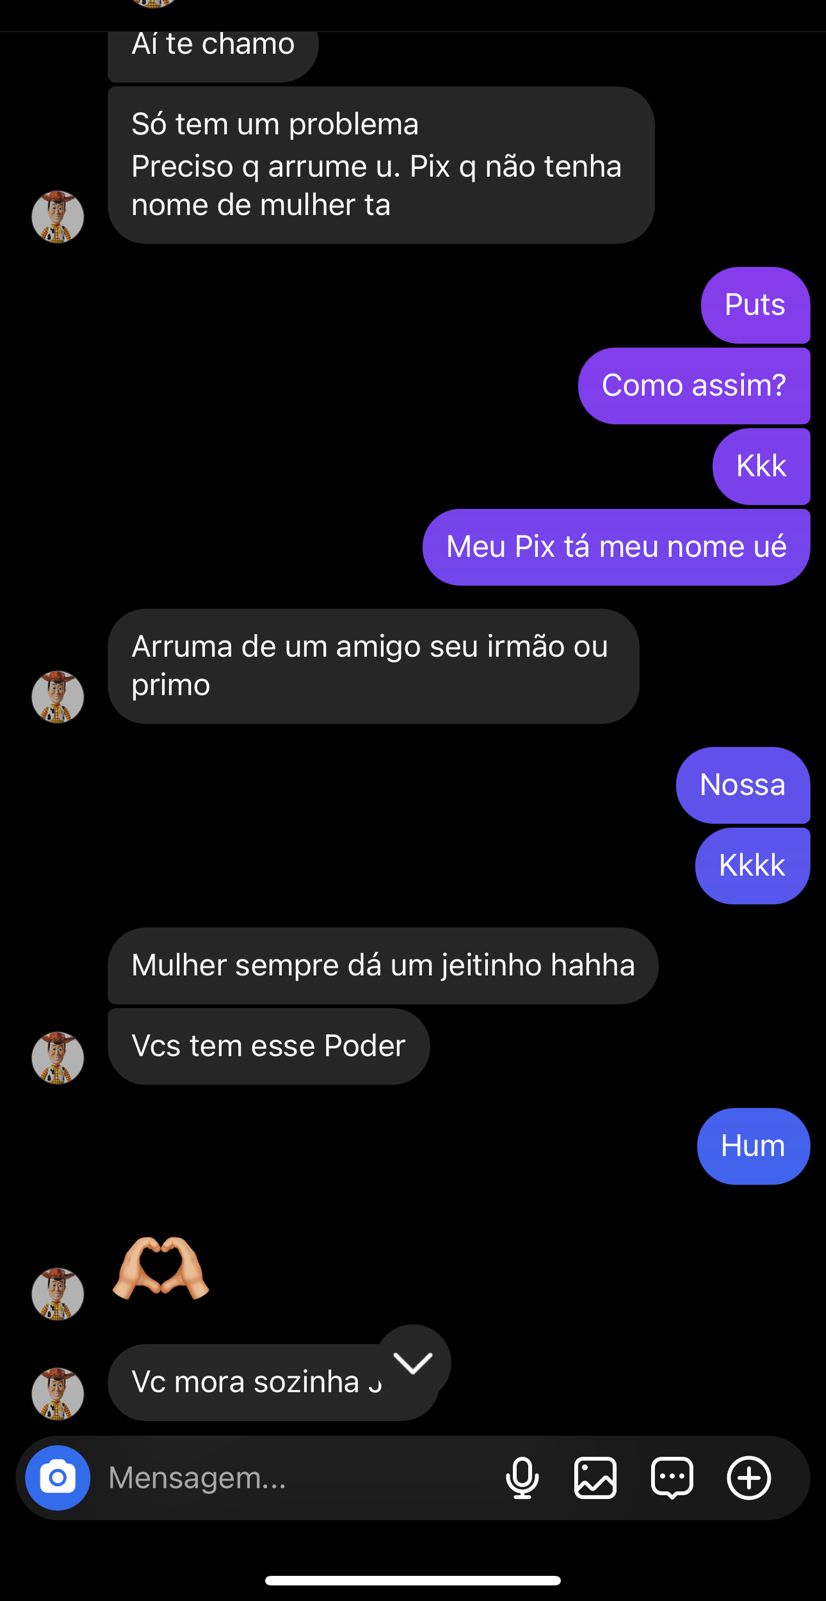 Aí te chamo
Só tem um problema
Preciso q arrume u. Pix q não tenha
nome de mulher ta
Puts
Como assim?
Kkk
Meu Pix tá meu nome ué
Arruma de um amigo seu irmão ou
primo
Nossa
Kkkk
Mulher sempre dá um jeitinho hahha
Vcs tem esse Poder
Hum
Vc mora sozinha
Mensagem...